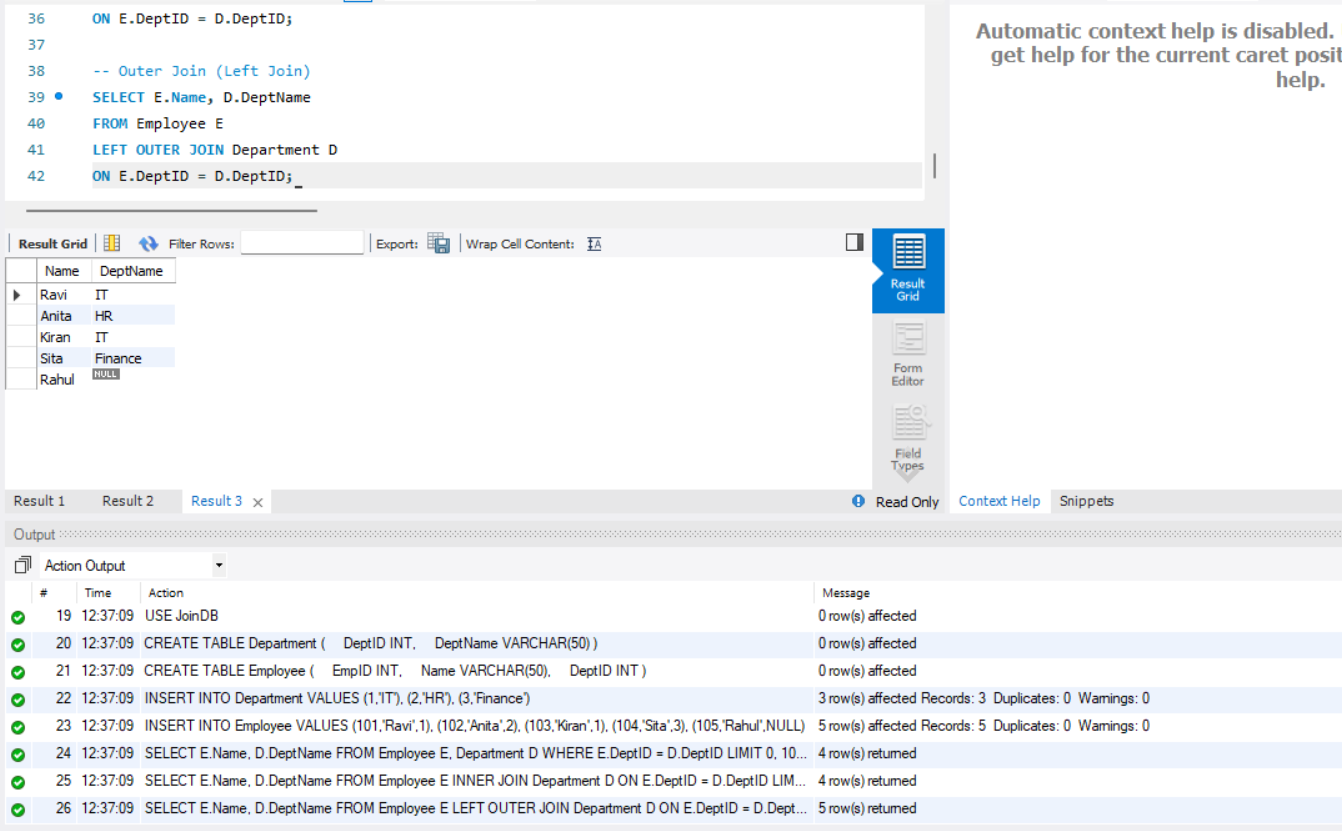 36 ON E.DeptID = D.DeptID;
37
38 -- Outer Join (Left Join)
39 SELECT E.Name, D.DeptName
40 FROM Employee E
41 LEFT OUTER JOIN Department D
42 ON E.DeptID = D.DeptID;
Automatic context help is disabled.
get help for the current caret posit
help.
Result Grid Filter Rows: Export: Wrap Cell Content: IA
Name DeptName
Ravi IT
Anita HR
Kiran IT
Sita Finance
Rahul NULL
Result
Grid
Form
Editor
Field
Types
Result 1 Result 2 Result 3 Read Only Context Help Snippets
Output
Action Output
# Time Action Message
19 12:37:09 USE JoinDB 0 row(s) affected
20 12:37:09 CREATE TABLE Department ( DeptID INT, DeptName VARCHAR(50) ) 0 row(s) affected
21 12:37:09 CREATE TABLE Employee ( EmpID INT, Name VARCHAR(50), DeptID INT ) 0 row(s) affected
22 12:37:09 INSERT INTO Department VALUES (1,'IT'), (2,'HR'), (3,'Finance') 3 row(s) affected Records: 3 Duplicates: 0 Warnings: 0
23 12:37:09 INSERT INTO Employee VALUES (101,'Ravi',1), (102,'Anita',2), (103,'Kiran',1), (104,'Sita',3), (105,'Rahul',NULL) 5 row(s) affected Records: 5 Duplicates: 0 Warnings: 0
24 12:37:09 SELECT E.Name, D.DeptName FROM Employee E, Department D WHERE E.DeptID = D.DeptID LIMIT 0, 10... 4 row(s) returned
25 12:37:09 SELECT E.Name, D.DeptName FROM Employee E INNER JOIN Department D ON E.DeptID = D.DeptID LIM... 4 row(s) returned
26 12:37:09 SELECT E.Name, D.DeptName FROM Employee E LEFT OUTER JOIN Department D ON E.DeptID = D.Dept... 5 row(s) returned